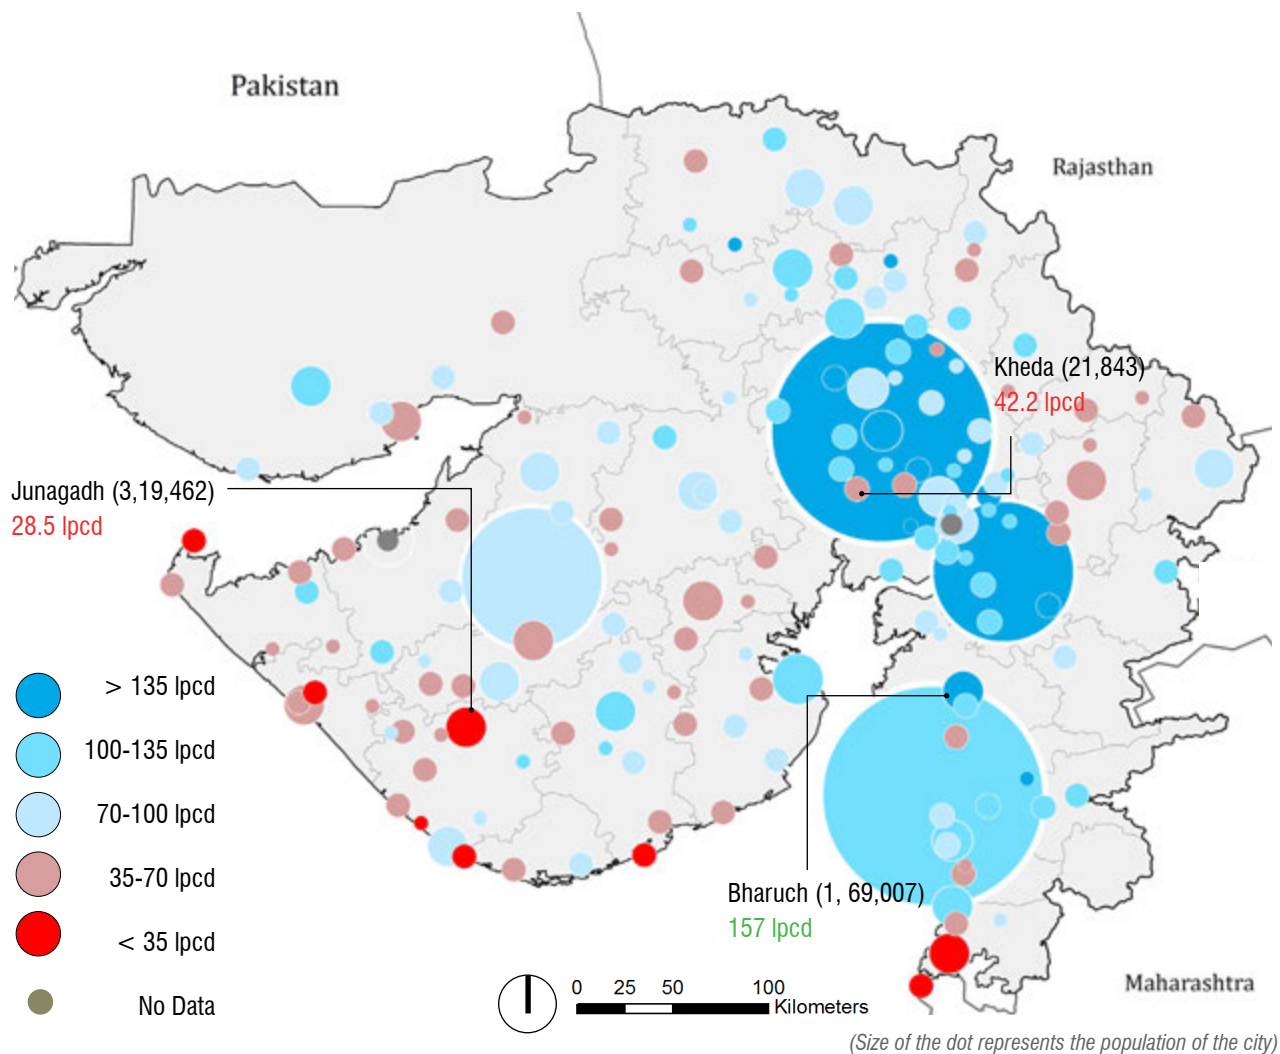 Pakistan
Rajasthan
Kheda (21,843)
42.2 lpcd
Junagadh (3,19,462)
28.5 lpcd
> 135 lpcd
100-135 lpcd
70-100 lpcd
35-70 lpcd
< 35 lpcd
No Data
Bharuch (1, 69,007)
157 lpcd
0 25 50 100
Kilometers
Maharashtra
(Size of the dot represents the population of the city)